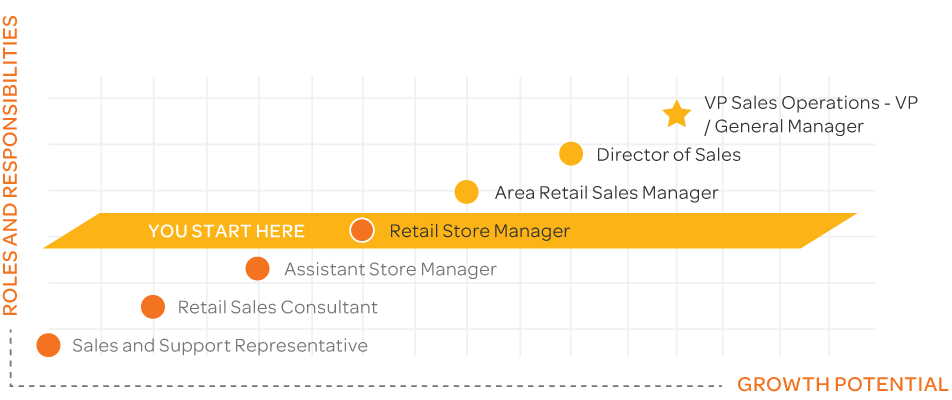 ROLES AND RESPONSIBILITIES
VP Sales Operations - VP
/ General Manager
Director of Sales
Area Retail Sales Manager
YOU START HERE
Retail Store Manager
Assistant Store Manager
Retail Sales Consultant
Sales and Support Representative
GROWTH POTENTIAL